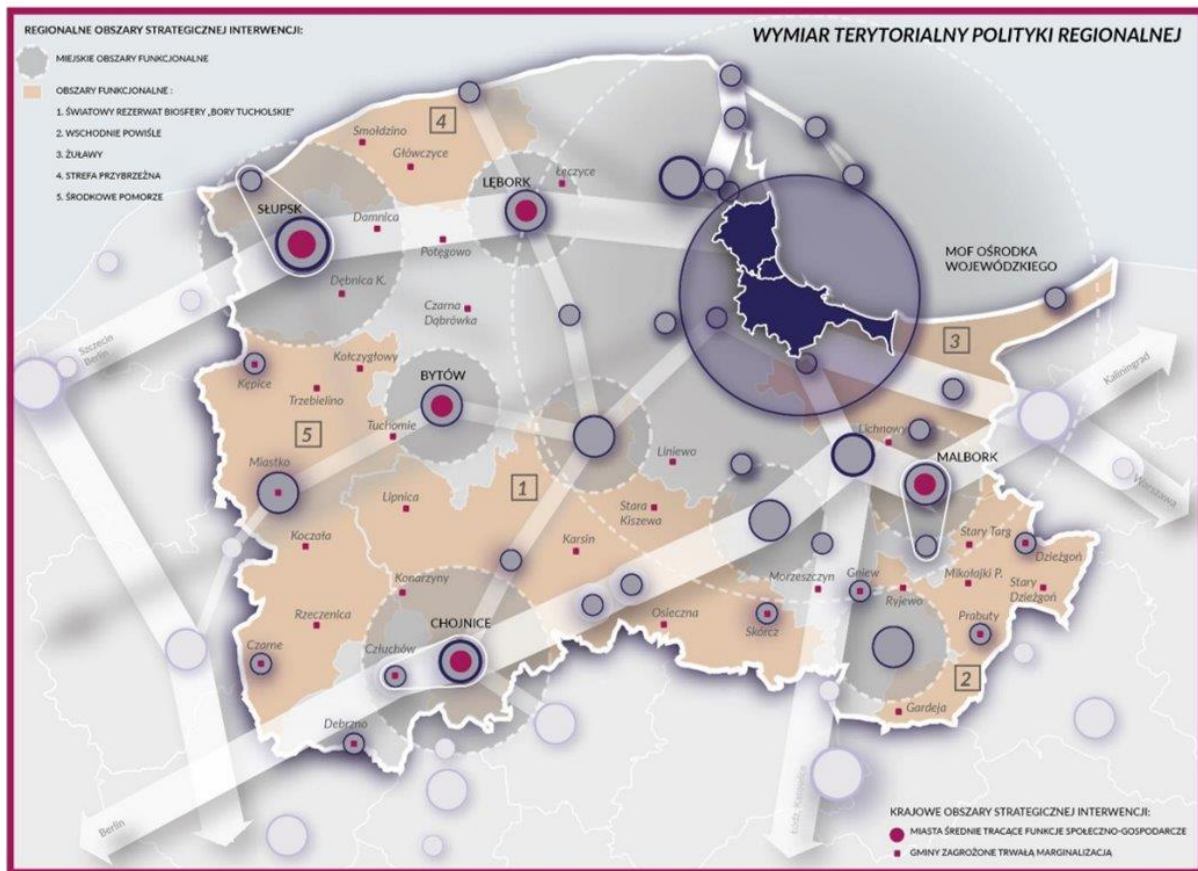 REGIONALNE OBSZARY STRATEGICZNEJ INTERWENCJI:
MIEJSKIE OBSZARY FUNKCJONALNE
OBSZARY FUNKCJONALNE :
1. ŚWIATOWY REZERWAT BIOSFERY „BORY TUCHOLSKIE"
2. WSCHODNIE POWIŚLE
3. ŻUŁAWY
4. STREFA PRZYBRZEŻNA
5. ŚRODKOWE POMORZE
WYMIAR TERYTORIALNY POLITYKI REGIONALNEJ
4
Smołdzino
Główczyce
LĘBORK
Łęczyce
SŁUPSK
Damnica
Potęgowo
MOF OŚRODKA
WOJEWÓDZKIEGO
Dębnica K.
Czarna
Dąbrówka
Szczecin
Berlin
3
Kaliningrad
Kępice
Kołczygłowy
Trzebielino
BYTÓW
Tuchomie
5
Miastko
Lichnowy
Liniewo
MALBORK
Warszawa
1
Lipnica
Stara
Kiszewa
Koczała
Karsin
Stary Targ
Dzieżgoń
Konarzyny
Morzeszczyn
Gniew
Mikołajki P.
Ryjewo
Stary
Dzieżgoń
Rzeczenica
CHOJNICE
Osieczna
Skórcz
Prabuty
Czarne
Człuchów
2
Gardeja
Debrzno
Berlin
Łódź, Katowice
KRAJOWE OBSZARY STRATEGICZNEJ INTERWENCJI:
MIASTA ŚREDNIE TRACĄCE FUNKCJE SPOŁECZNO-GOSPODARCZE
GMINY ZAGROŻONE TRWAŁĄ MARGINALIZACJĄ